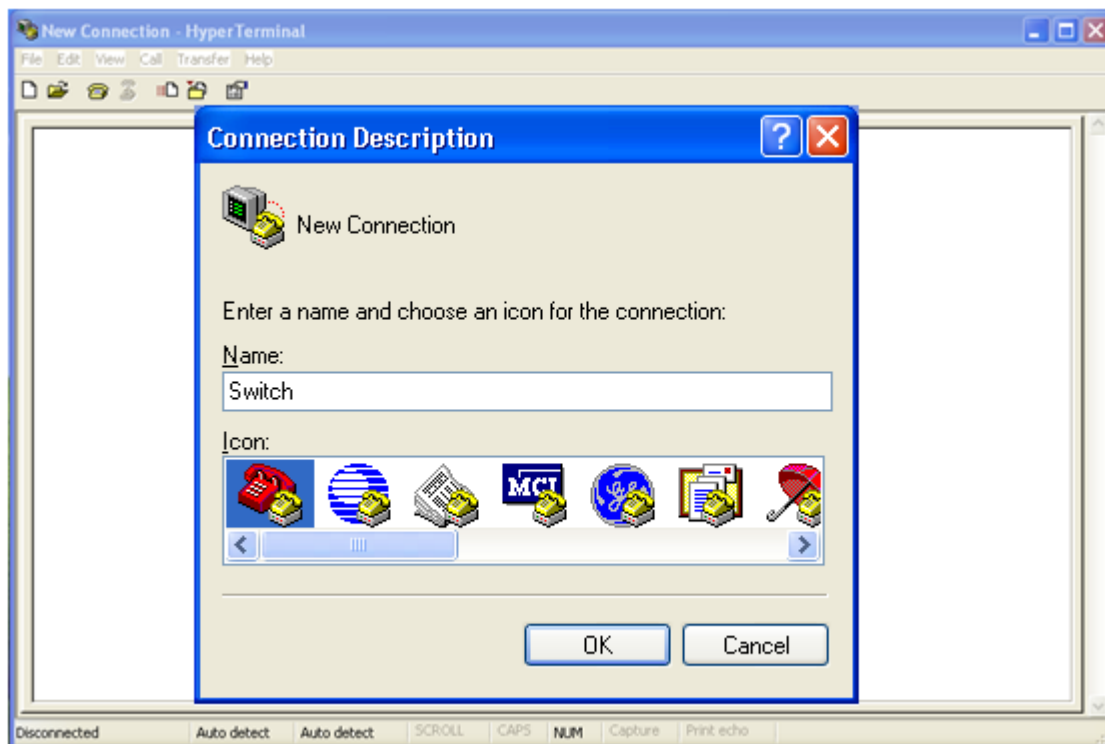 New Connection - HyperTerminal
File Edit View Call Transfer Help
Connection Description
New Connection
Enter a name and choose an icon for the connection:
Name:
Switch
Icon:
MCI
OK Cancel
Disconnected Auto detect Auto detect SCROLL CAPS NUM Capture Print echo